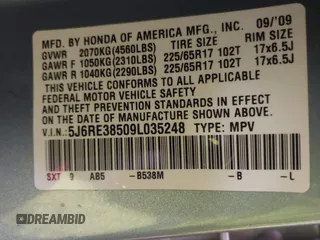 MFD. BY HONDA OF AMERICA MFG., INC. 09/'09
GVWR 2070KG(4560LBS) TIRE SIZE RIM SIZE
GAWR F 1050KG(2310LBS) 225/65R17 102T 17x6.5J
GAWR R 1040KG(2290LBS) 225/65R17 102T 17x6.5J
THIS VEHICLE CONFORMS TO ALL APPLICABLE
FEDERAL MOTOR VEHICLE SAFETY STANDARDS
IN EFFECT ON THE DATE OF MANUFACTURE
SHOWN ABOVE.
V.I.N: 5J6RE38509L035248 TYPE: MPV
SXT 9 AB5 -B538M -B -L
DREAMBID